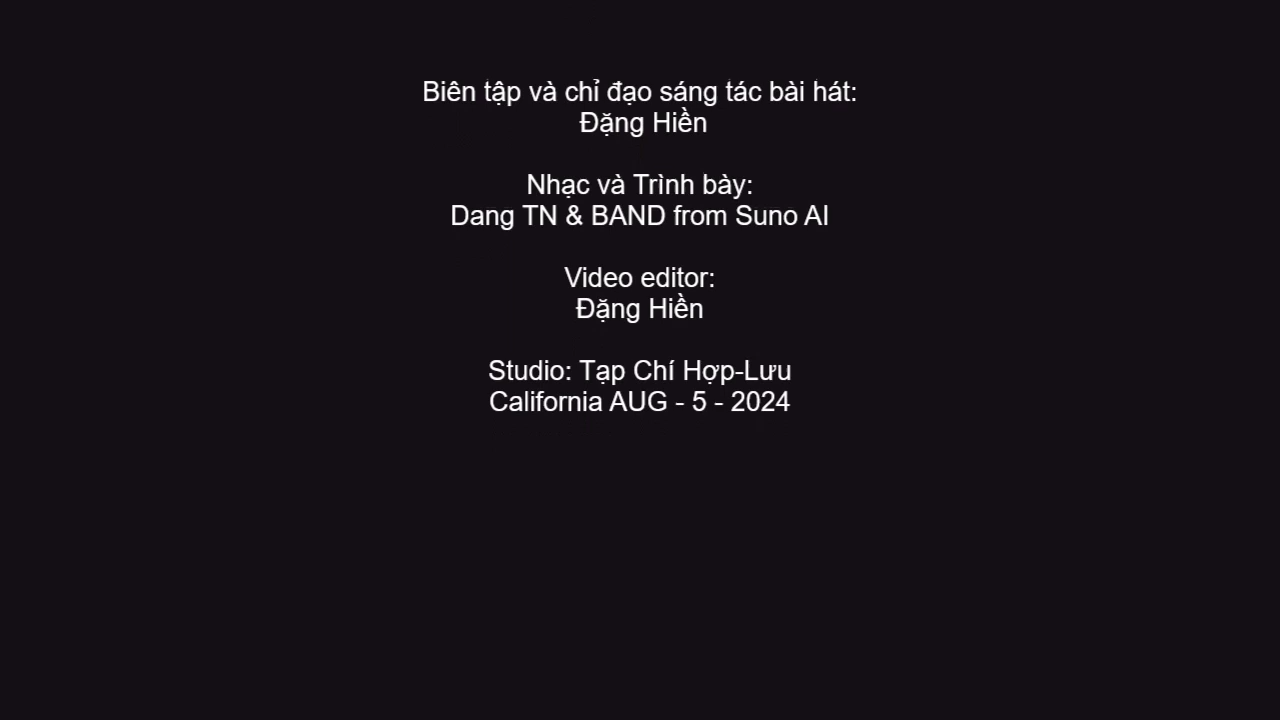 Biên tập và chỉ đạo sáng tác bài hát:
Đặng Hiền
Nhạc và Trình bày:
Dang TN & BAND from Suno AI
Video editor:
Đặng Hiền
Studio: Tạp Chí Hợp-Lưu
California AUG - 5 - 2024